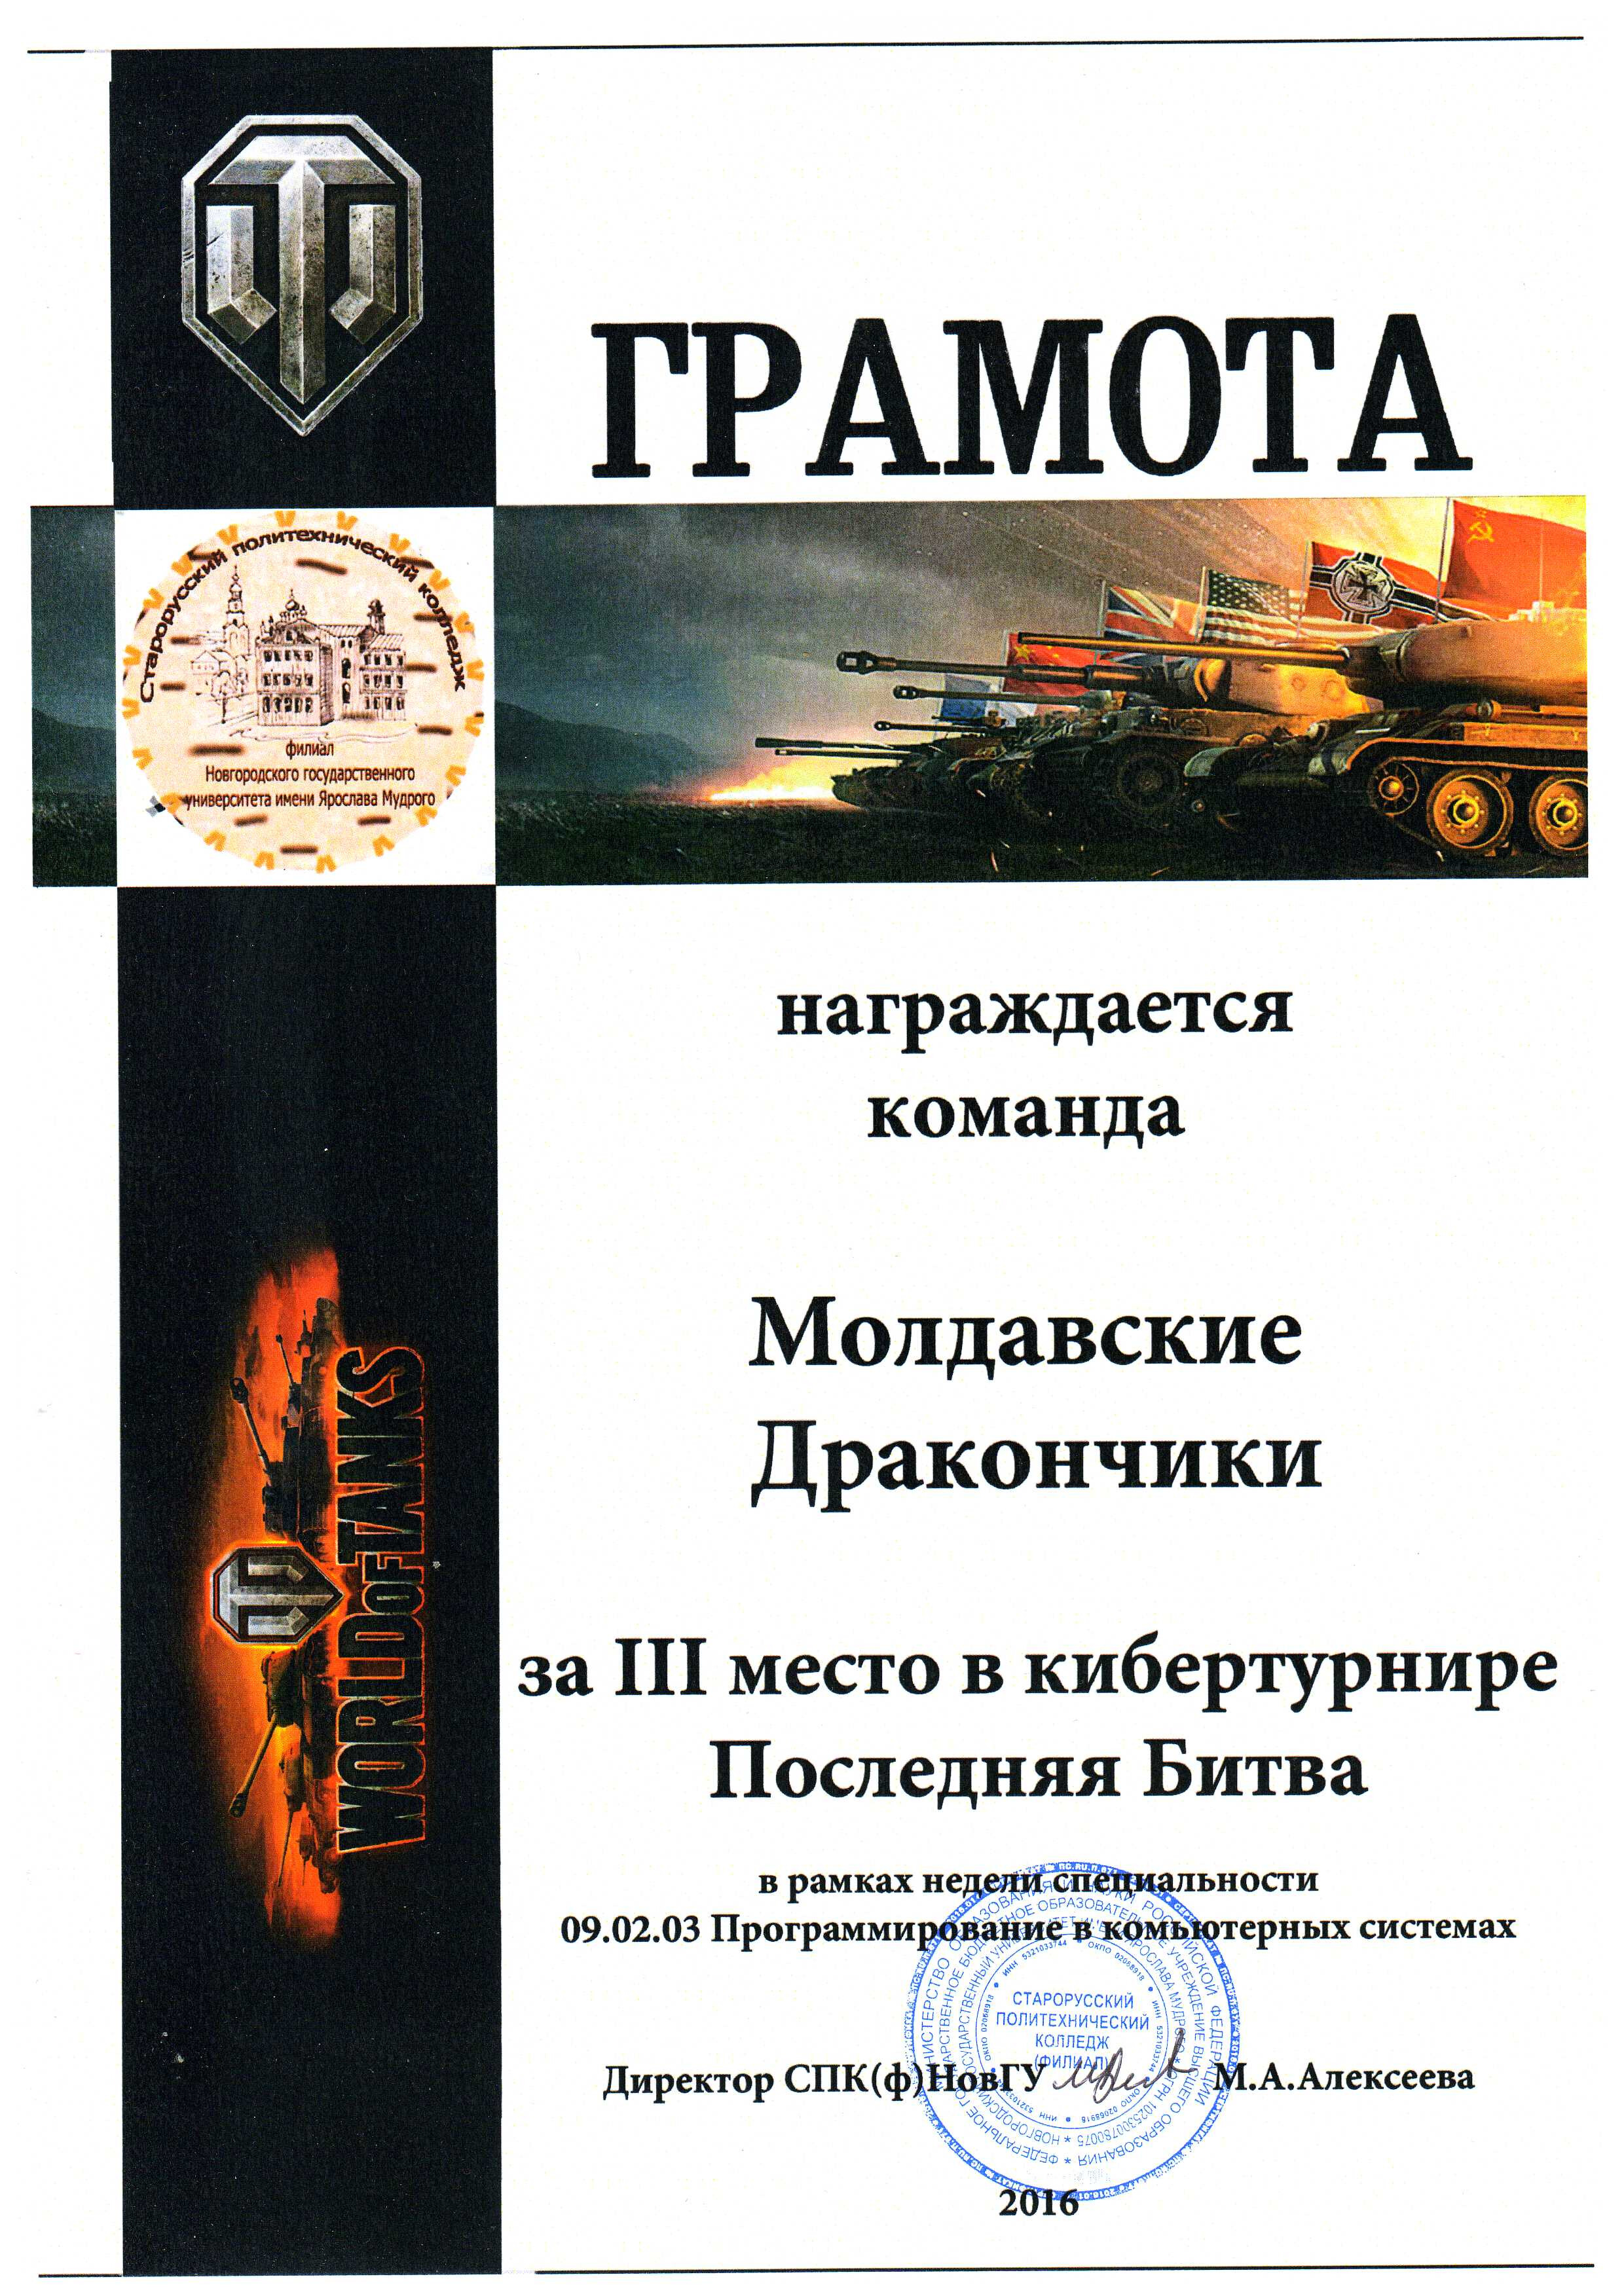 ГРАМОТА
Старорусский политехнический колледж
филиал
Новгородского государственного
университета имени Ярослава Мудрого
награждается
команда
Молдавские
Дракончики
WORLD OF TANKS
за III место в кибертурнире
Последняя Битва
в рамках недели специальности
09.02.03 Программирование в комьютерных системах
СТАРОРУССКИЙ
ПОЛИТЕХНИЧЕСКИЙ
КОЛЛЕДЖ
(ФИЛИАЛ)
Директор СПК(ф)НовГУ М.А.Алексеева
2016